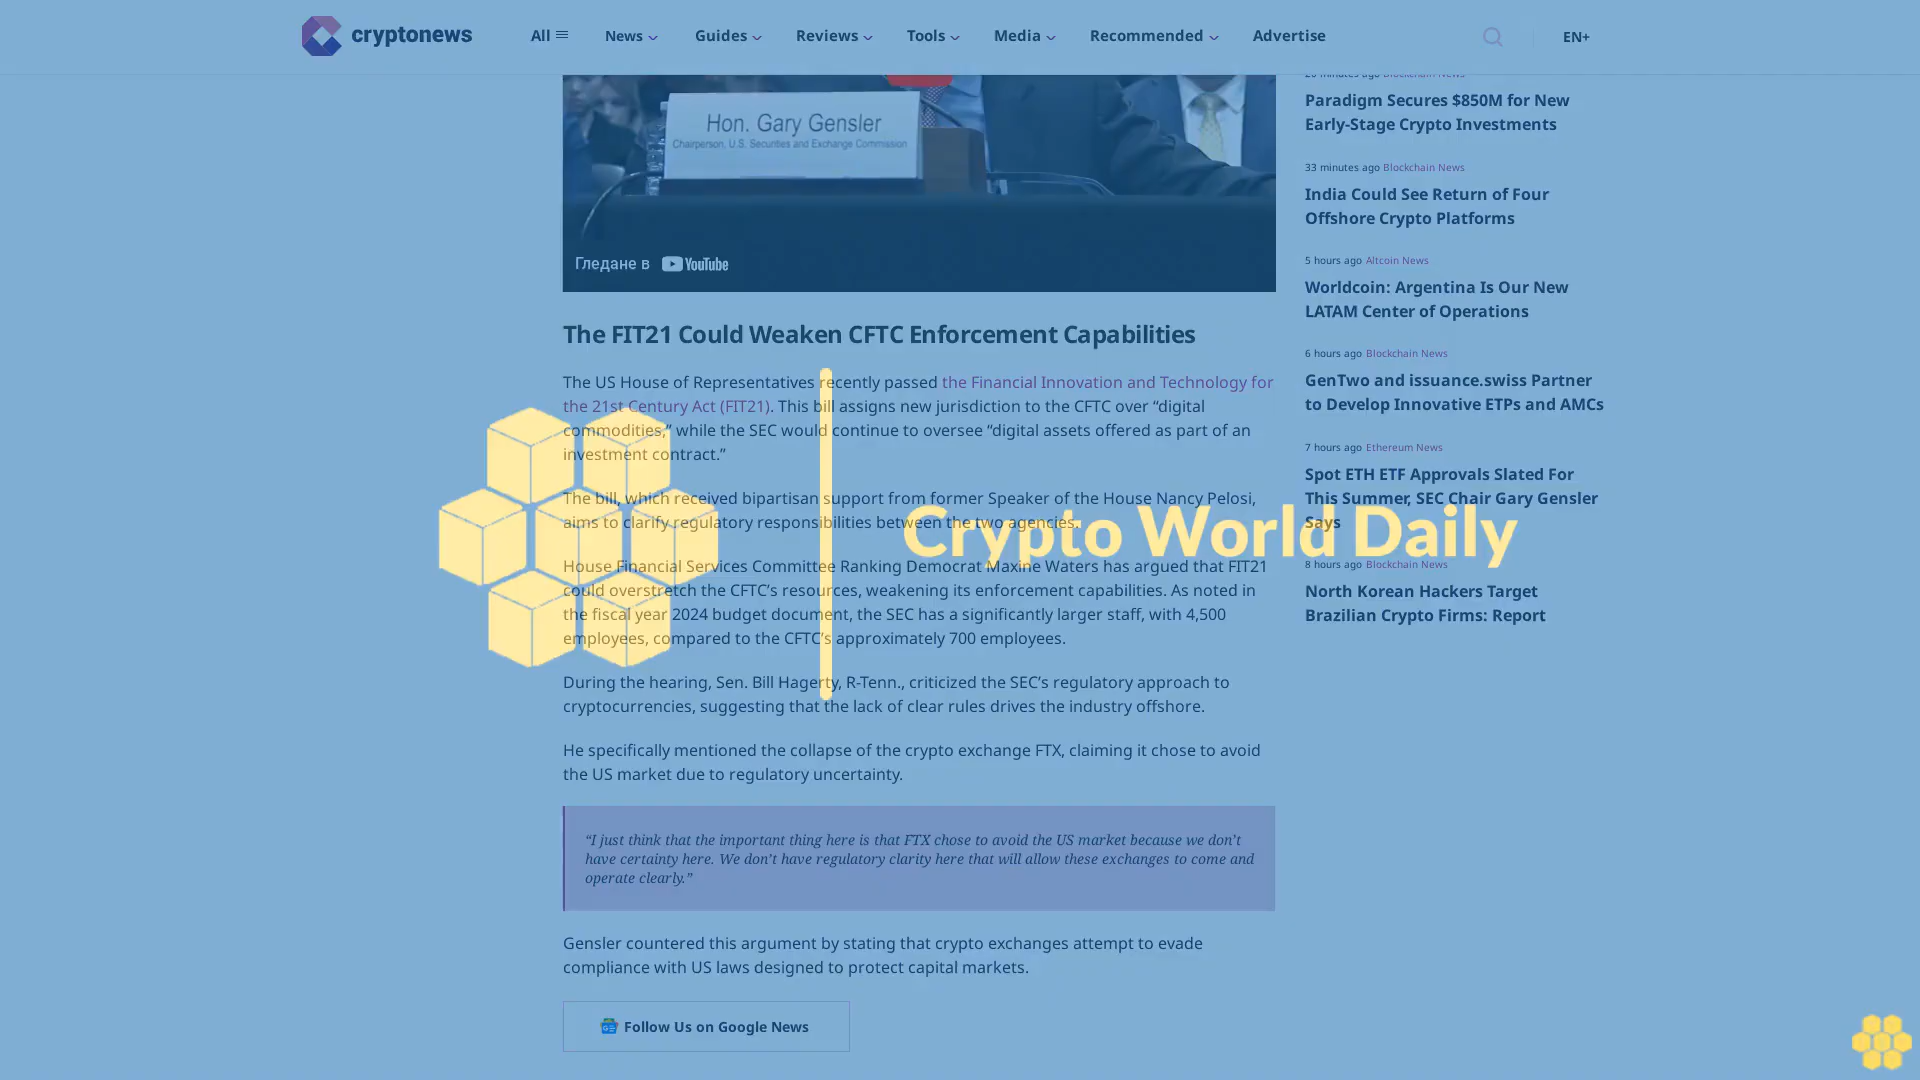 cryptonews
All
News
Guides
Reviews
Tools
Media
Recommended
Advertise
EN+
Hon. Gary Gensler
Chairperson, U.S. Securities and Exchange Commission
Гледане в YouTube
The FIT21 Could Weaken CFTC Enforcement Capabilities
The US House of Representatives recently passed the Financial Innovation and Technology for
the 21st Century Act (FIT21). This bill assigns new jurisdiction to the CFTC over “digital
commodities,” while the SEC would continue to oversee “digital assets offered as part of an
investment contract.”
The bill, which received bipartisan support from former Speaker of the House Nancy Pelosi,
aims to clarify regulatory responsibilities between the two agencies.
House Financial Services Committee Ranking Democrat Maxine Waters has argued that FIT21
could overstretch the CFTC’s resources, weakening its enforcement capabilities. As noted in
the fiscal year 2024 budget document, the SEC has a significantly larger staff, with 4,500
employees, compared to the CFTC’s approximately 700 employees.
During the hearing, Sen. Bill Hagerty, R-Tenn., criticized the SEC’s regulatory approach to
cryptocurrencies, suggesting that the lack of clear rules drives the industry offshore.
He specifically mentioned the collapse of the crypto exchange FTX, claiming it chose to avoid
the US market due to regulatory uncertainty.
“I just think that the important thing here is that FTX chose to avoid the US market because we don’t
have certainty here. We don’t have regulatory clarity here that will allow these exchanges to come and
operate clearly.”
Gensler countered this argument by stating that crypto exchanges attempt to evade
compliance with US laws designed to protect capital markets.
Follow Us on Google News
Crypto World Daily
minutes ago Blockchain News
Paradigm Secures $850M for New
Early-Stage Crypto Investments
33 minutes ago Blockchain News
India Could See Return of Four
Offshore Crypto Platforms
5 hours ago Altcoin News
Worldcoin: Argentina Is Our New
LATAM Center of Operations
6 hours ago Blockchain News
GenTwo and issuance.swiss Partner
to Develop Innovative ETPs and AMCs
7 hours ago Ethereum News
Spot ETH ETF Approvals Slated For
This Summer, SEC Chair Gary Gensler
Says
8 hours ago Blockchain News
North Korean Hackers Target
Brazilian Crypto Firms: Report